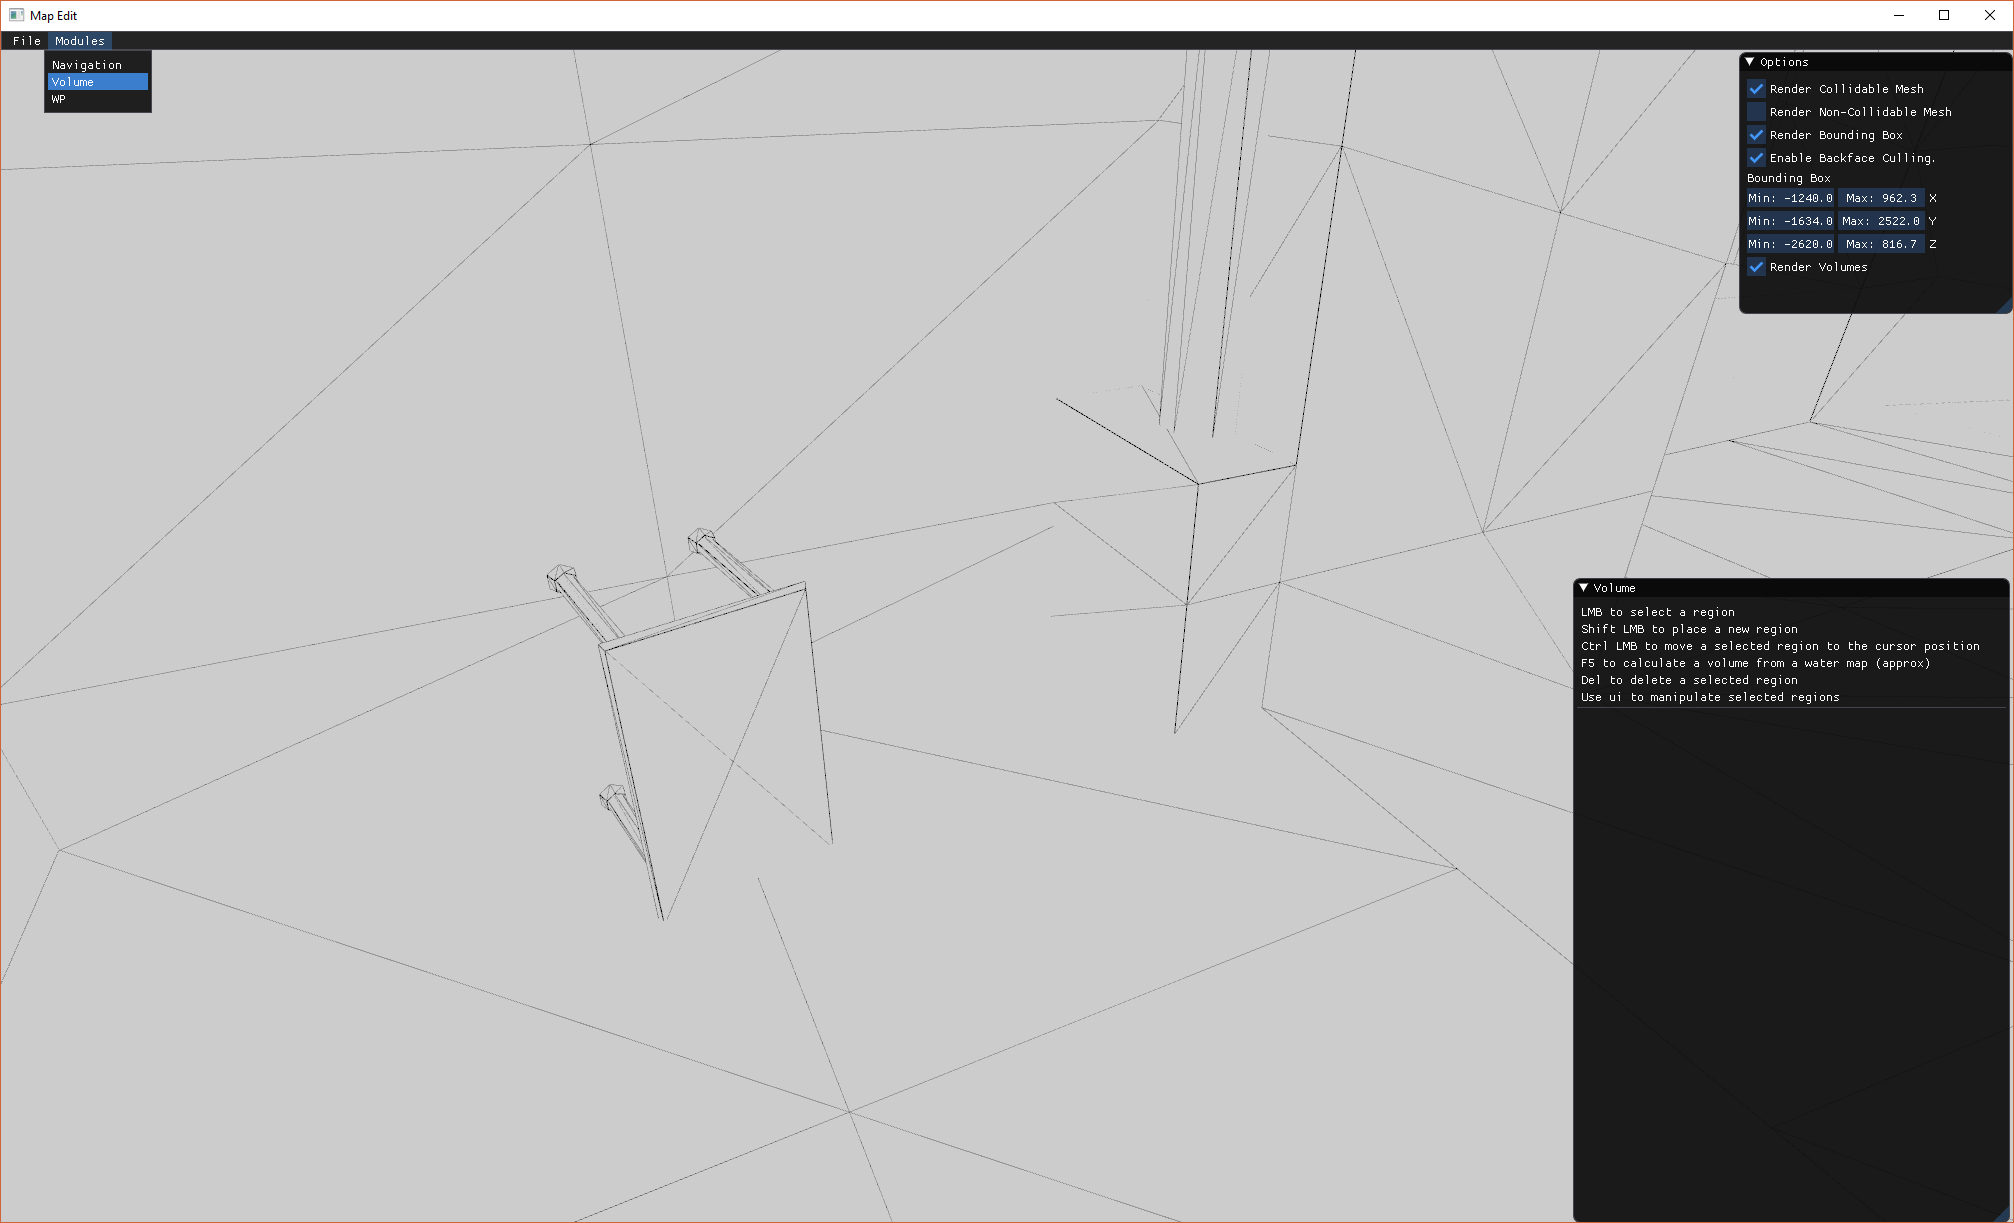 Map Edit
File Modules
Navigation
Volume
WP
Options
Render Collidable Mesh
Render Non-Collidable Mesh
Render Bounding Box
Enable Backface Culling.
Bounding Box
Min: -1240.0 Max: 962.3 X
Min: -1634.0 Max: 2522.0 Y
Min: -2620.0 Max: 816.7 Z
Render Volumes
Volume
LMB to select a region
Shift LMB to place a new region
Ctrl LMB to move a selected region to the cursor position
F5 to calculate a volume from a water map (approx)
Del to delete a selected region
Use ui to manipulate selected regions